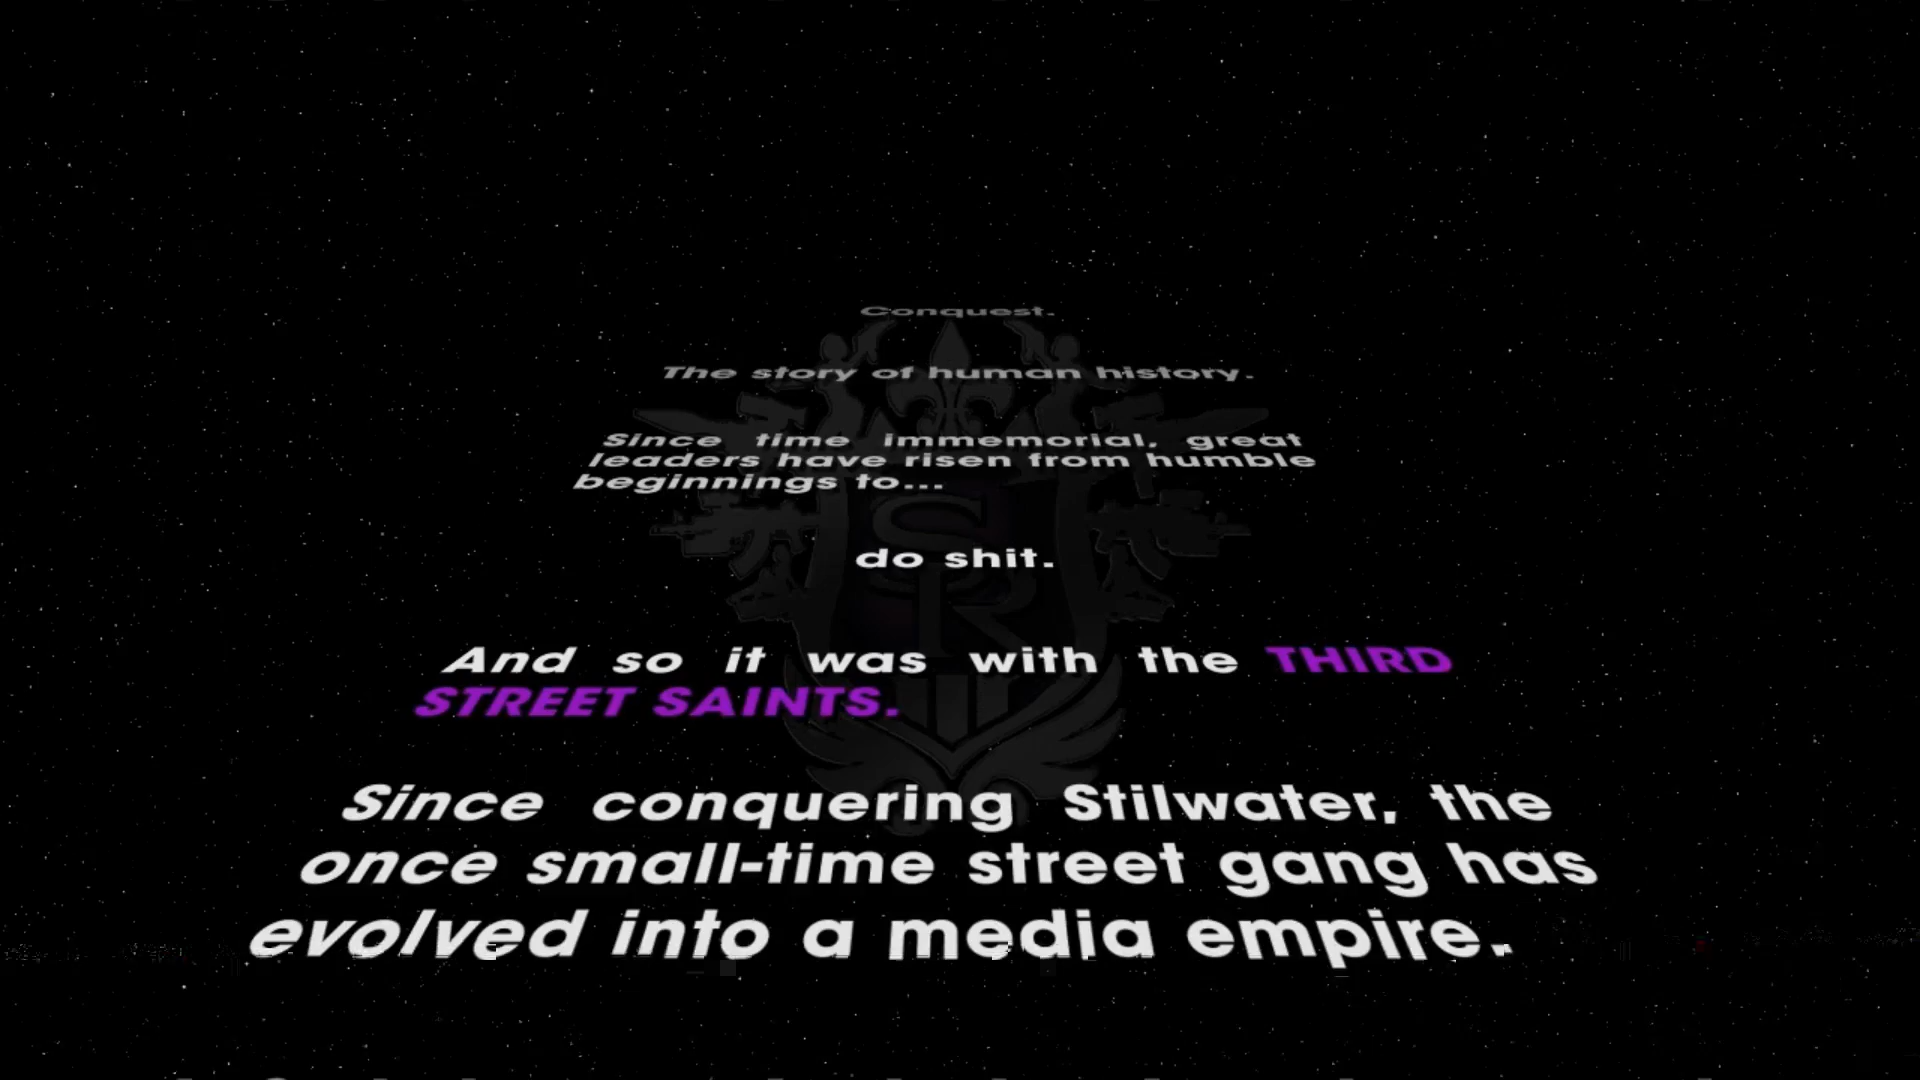 Conquest.
The story of human history.
Since time immemorial, great
leaders have risen from humble
beginnings to...
do shit.
And so it was with the THIRD
STREET SAINTS.
Since conquering Stilwater, the
once small-time street gang has
evolved into a media empire.
SR